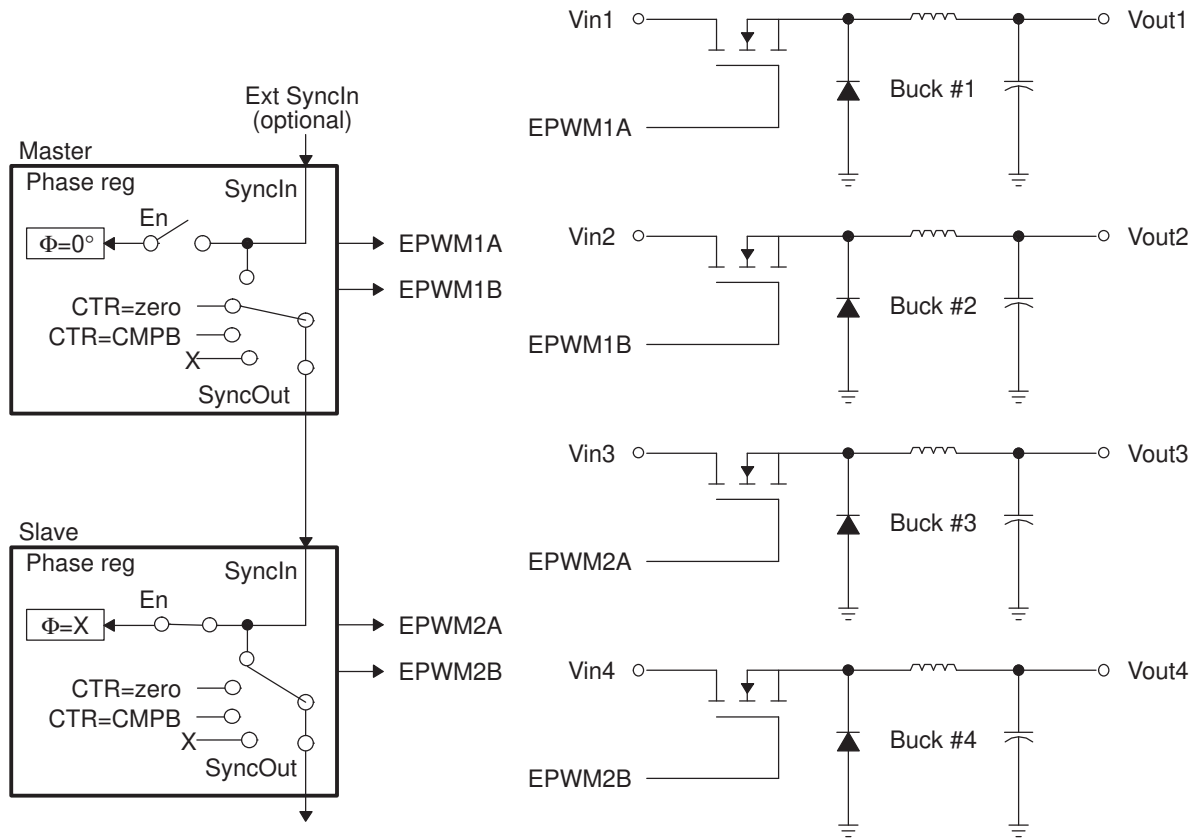 Ext SyncIn
(optional)
Master
Phase reg
SyncIn
En
Φ=0°
EPWM1A
EPWM1B
CTR=zero
CTR=CMPB
X
SyncOut
Slave
Phase reg
SyncIn
En
Φ=X
EPWM2A
EPWM2B
CTR=zero
CTR=CMPB
X
SyncOut
Vin1
Vout1
Buck #1
EPWM1A
Vin2
Vout2
Buck #2
EPWM1B
Vin3
Vout3
Buck #3
EPWM2A
Vin4
Vout4
Buck #4
EPWM2B